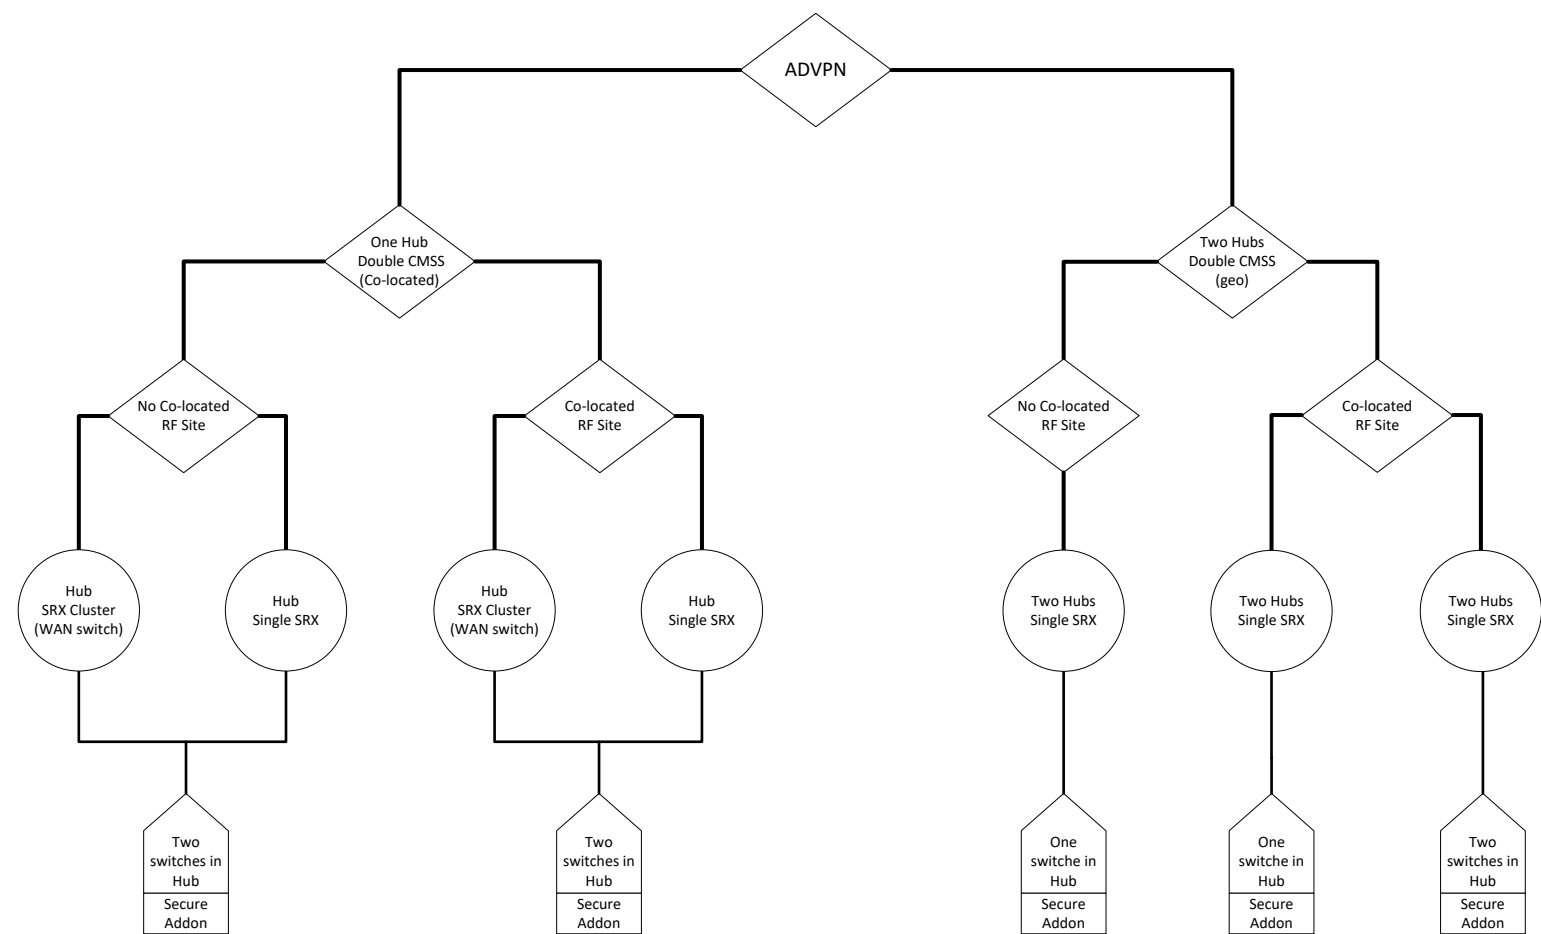 ADVPN
One Hub
Double CMSS
(Co-located)
Two Hubs
Double CMSS
(geo)
No Co-located
RF Site
Co-located
RF Site
No Co-located
RF Site
Co-located
RF Site
Hub
SRX Cluster
(WAN switch)
Hub
Single SRX
Hub
SRX Cluster
(WAN switch)
Hub
Single SRX
Two Hubs
Single SRX
Two Hubs
Single SRX
Two Hubs
Single SRX
Two
switches in
Hub
Secure
Addon
Two
switches in
Hub
Secure
Addon
One
switche in
Hub
Secure
Addon
One
switche in
Hub
Secure
Addon
Two
switches in
Hub
Secure
Addon